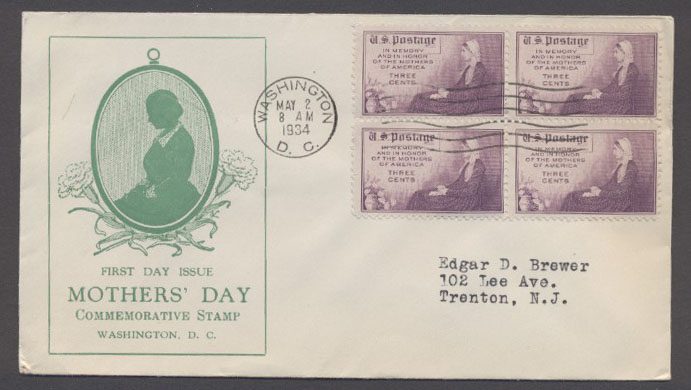 FIRST DAY ISSUE
MOTHERS' DAY
COMMEMORATIVE STAMP
WASHINGTON, D. C.
WASHINGTON
MAY 2
8 AM
1934
D. C.
U.S. Postage
IN MEMORY
AND IN HONOR
OF THE MOTHERS
OF AMERICA
THREE
CENTS
U.S. Postage
IN MEMORY
AND IN HONOR
OF THE MOTHERS
OF AMERICA
THREE
CENTS
U.S. Postage
IN MEMORY
AND IN HONOR
OF THE MOTHERS
OF AMERICA
THREE
CENTS
U.S. Postage
IN MEMORY
AND IN HONOR
OF THE MOTHERS
OF AMERICA
THREE
CENTS
Edgar D. Brewer
102 Lee Ave.
Trenton, N.J.